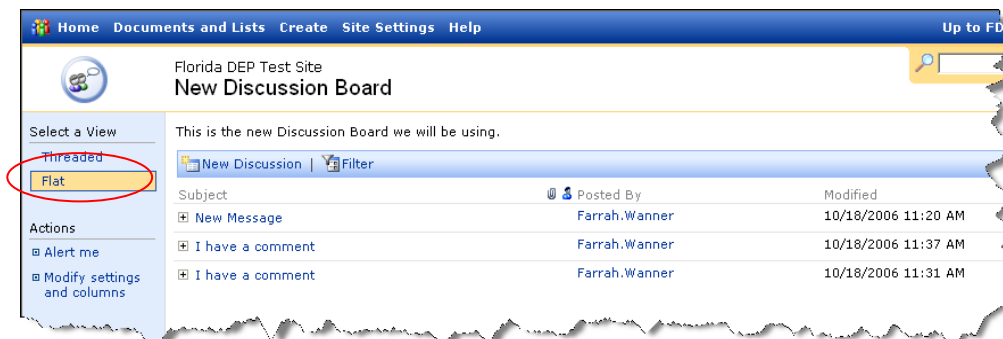 Home Documents and Lists Create Site Settings Help Up to FD
Florida DEP Test Site
New Discussion Board
Select a View
Threaded
Flat
Actions
Alert me
Modify settings
and columns
This is the new Discussion Board we will be using.
New Discussion | Filter
Subject Posted By Modified
New Message Farrah.Wanner 10/18/2006 11:20 AM
I have a comment Farrah.Wanner 10/18/2006 11:37 AM
I have a comment Farrah.Wanner 10/18/2006 11:31 AM